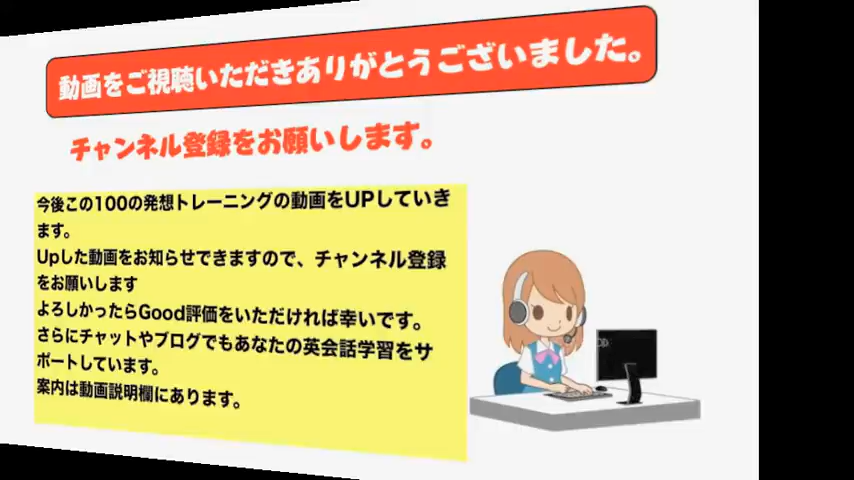 動画をご視聴いただきありがとうございました。
チャンネル登録をお願いします。
今後この100の発想トレーニングの動画をUPしていき
ます。
Upした動画をお知らせできますので、チャンネル登録
をお願いします
よろしかったらGood評価をいただければ幸いです。
さらにチャットやブログでもあなたの英会話学習をサ
ポートしています。
案内は動画説明欄にあります。